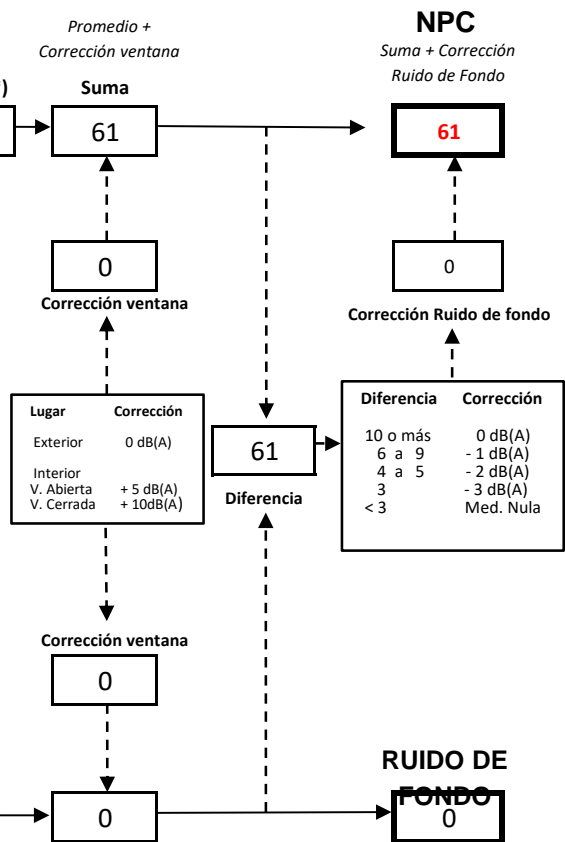 Promedio +
Corrección ventana
NPC
Suma + Corrección
Ruido de Fondo
)
Suma
61
61
0
0
Corrección ventana
Corrección Ruido de fondo
Lugar Corrección
Exterior 0 dB(A)
Interior
V. Abierta + 5 dB(A)
V. Cerrada + 10dB(A)
61
Diferencia
Diferencia Corrección
10 o más 0 dB(A)
6 a 9 - 1 dB(A)
4 a 5 - 2 dB(A)
3 - 3 dB(A)
< 3 Med. Nula
Corrección ventana
0
RUIDO DE
FONDO
0
0